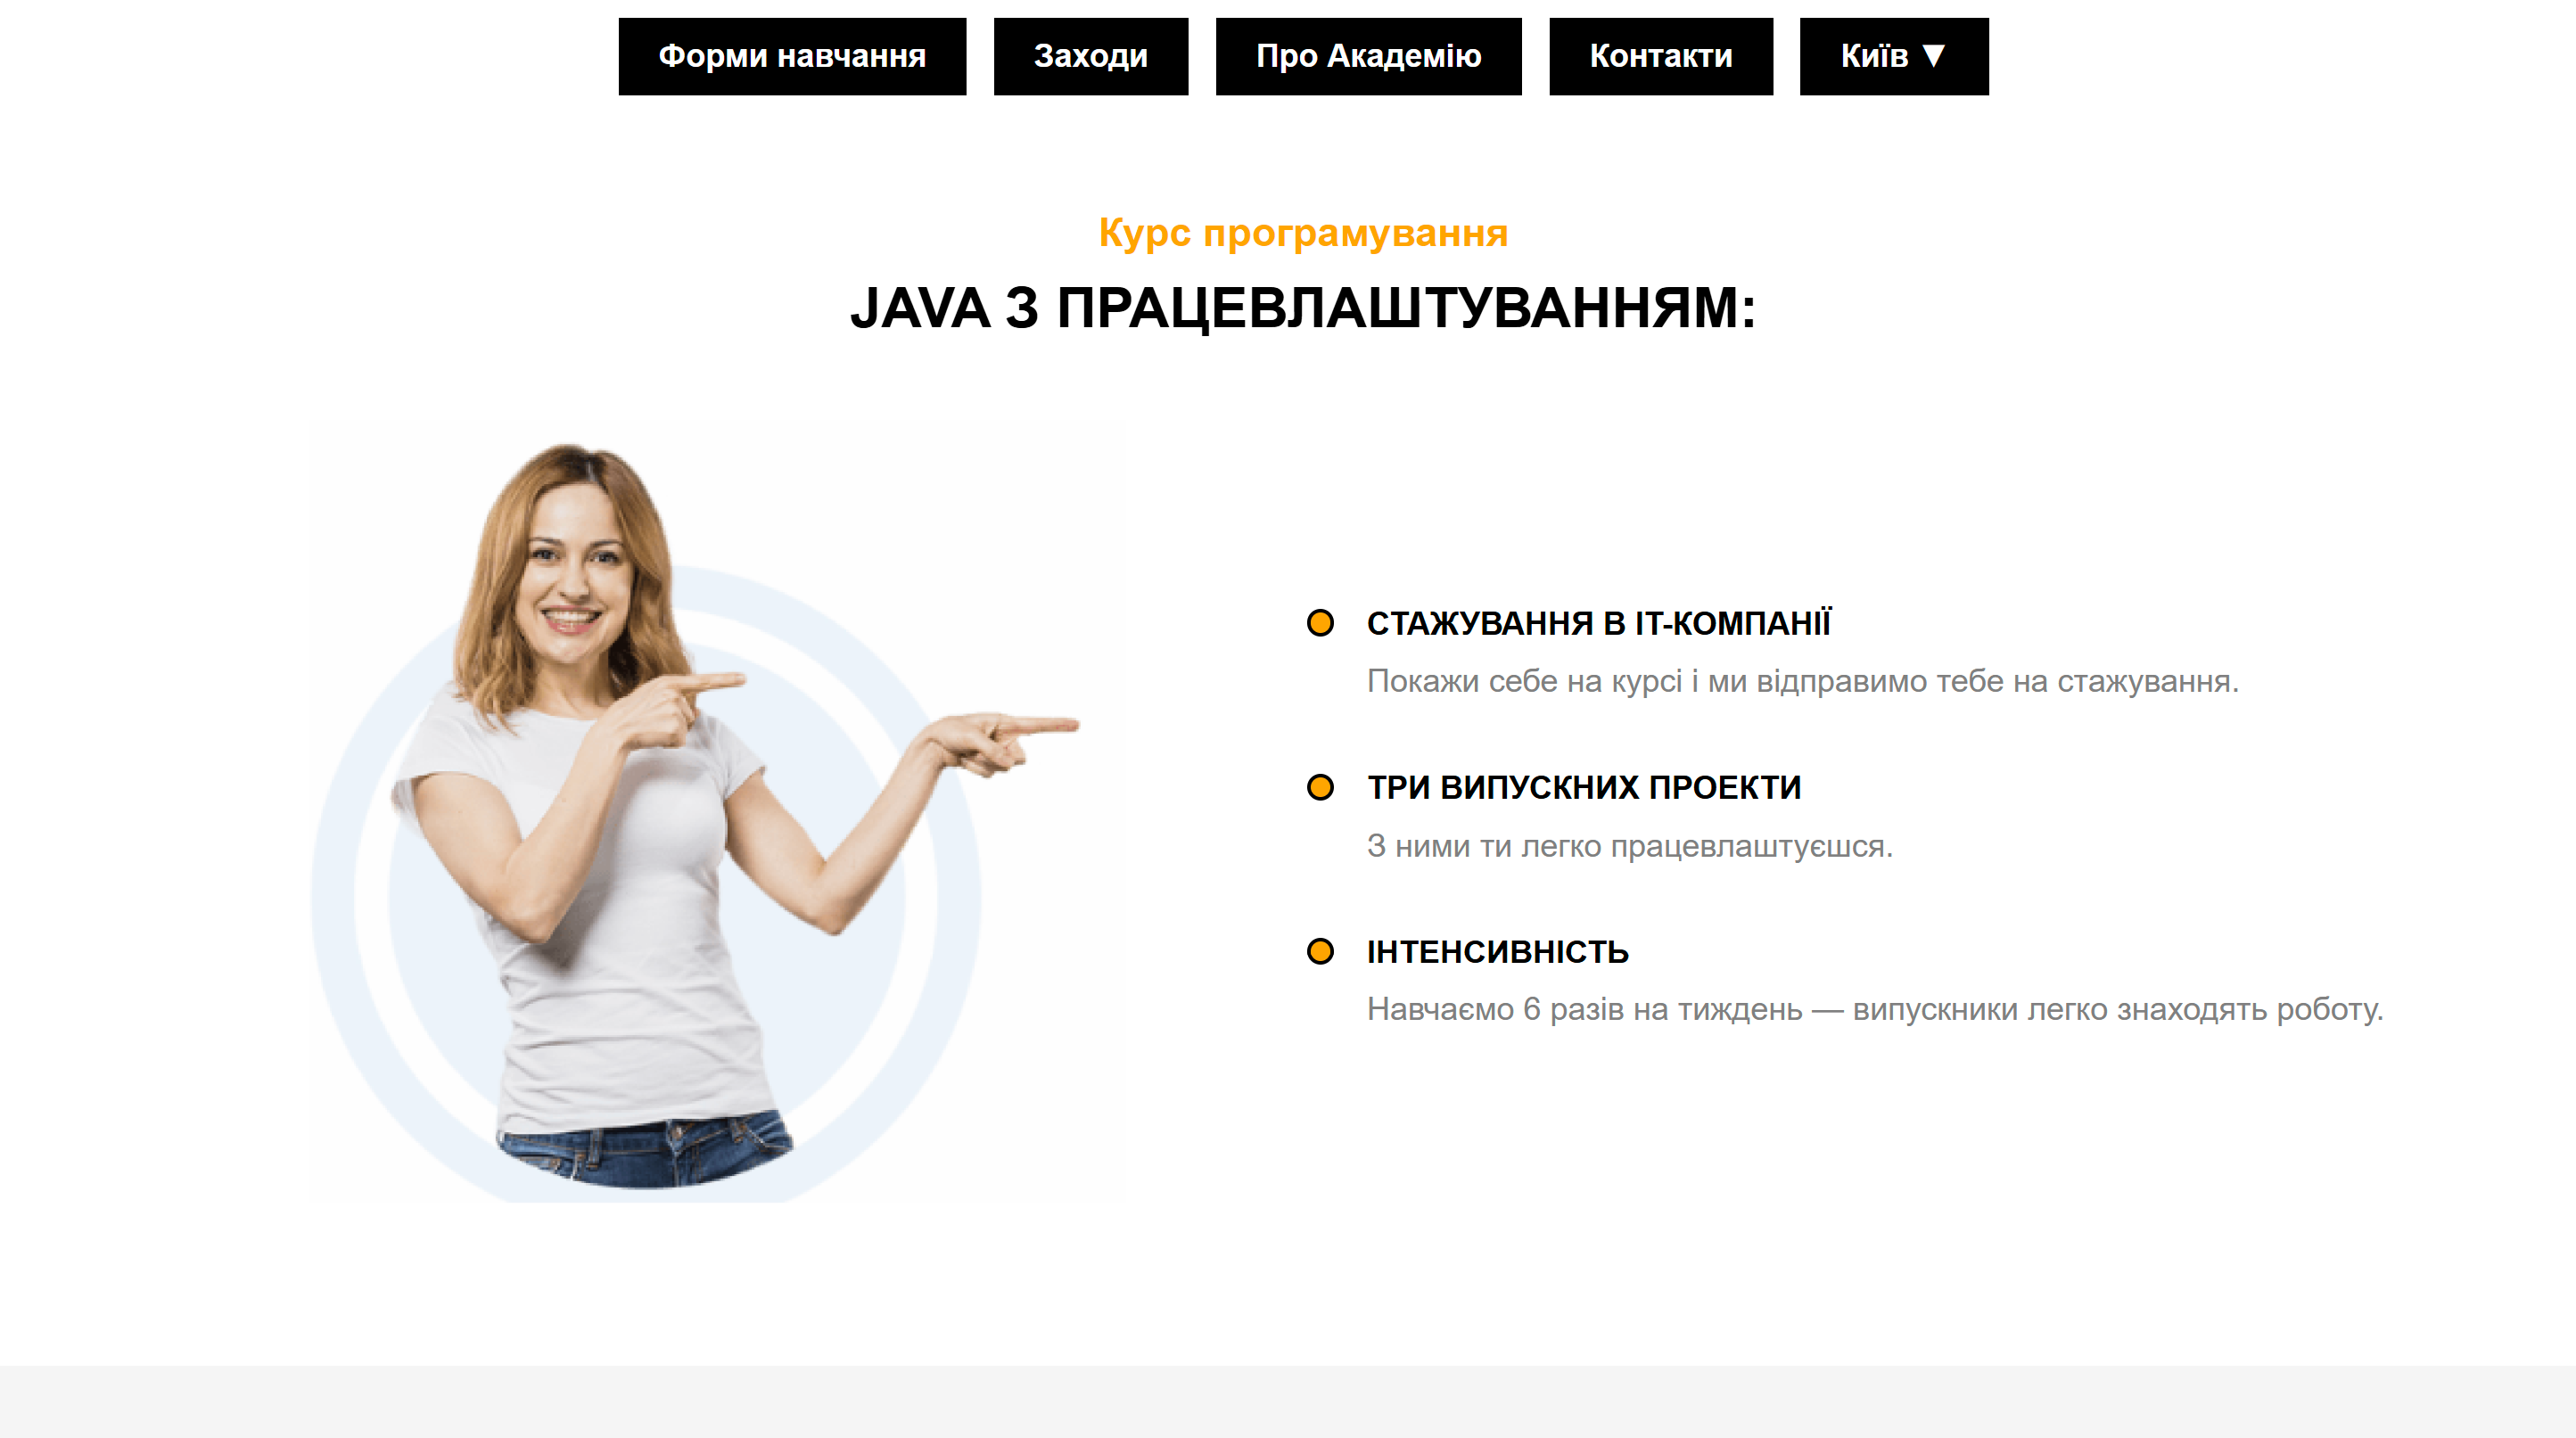 Форми навчання
Заходи
Про Академію
Контакти
Київ ▼
Курс програмування
JAVA З ПРАЦЕВЛАШТУВАННЯМ:
СТАЖУВАННЯ В ІТ-КОМПАНІЇ
Покажи себе на курсі і ми відправимо тебе на стажування.
ТРИ ВИПУСКНИХ ПРОЕКТИ
З ними ти легко працевлаштуєшся.
ІНТЕНСИВНІСТЬ
Навчаємо 6 разів на тиждень — випускники легко знаходять роботу.